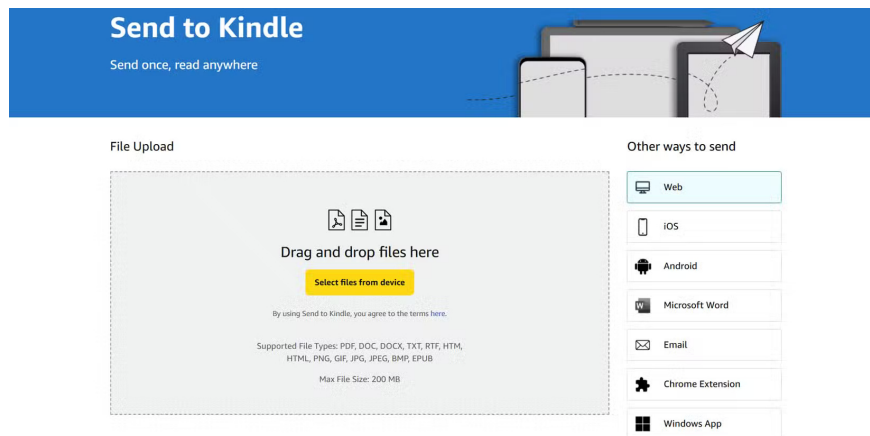 Send to Kindle
Send once, read anywhere
File Upload
Drag and drop files here
Select files from device
By using Send to Kindle, you agree to the terms here.
Supported File Types: PDF, DOC, DOCX, TXT, RTF, HTM,
HTML, PNG, GIF, JPG, JPEG, BMP, EPUB
Max File Size: 200 MB
Other ways to send
Web
iOS
Android
W
Microsoft Word
Email
Chrome Extension
Windows App